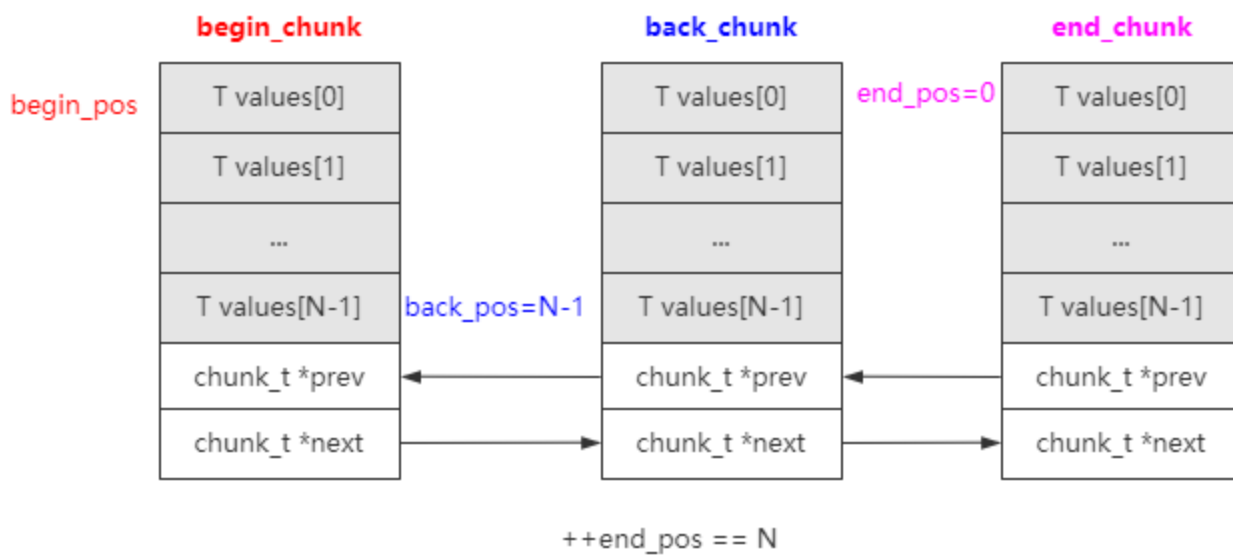 begin_chunk back_chunk end_chunk
begin_pos T values[0] T values[0] end_pos=0 T values[0]
T values[1] T values[1] T values[1]
... ... ...
T values[N-1] back_pos=N-1 T values[N-1] T values[N-1]
chunk_t *prev chunk_t *prev chunk_t *prev
chunk_t *next chunk_t *next chunk_t *next
++end_pos == N